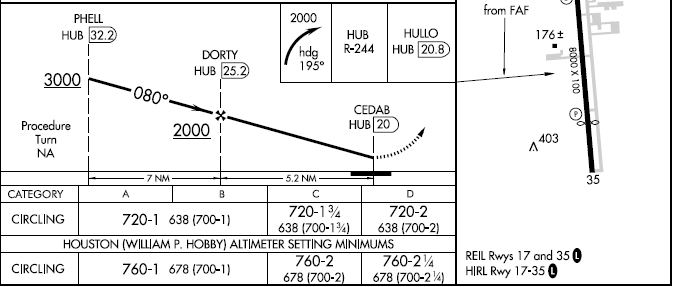 PHELL
HUB 32.2
3000
080°
DORTY
HUB 25.2
2000
CEDAB
HUB 20
Procedure
Turn
NA
2000
hdg
195°
HUB
R-244
HULLO
HUB 20.8
7 NM
5.2 NM
CATEGORY A B C D
CIRCLING 720-1 638 (700-1) 720-1¾ 638 (700-1¾) 720-2 638 (700-2)
HOUSTON (WILLIAM P. HOBBY) ALTIMETER SETTING MINIMUMS
CIRCLING 760-1 678 (700-1) 760-2 678 (700-2) 760-2¼ 678 (700-2¼)
from FAF
176±
8000 X 100
P
403
35
REIL Rwys 17 and 35 L
HIRL Rwy 17-35 L